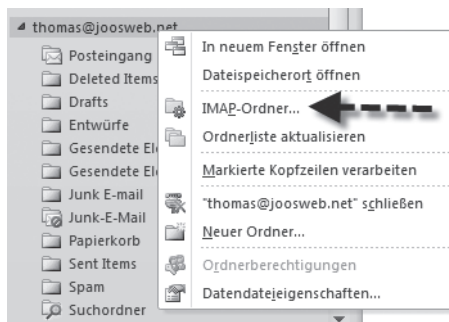 thomas@joosweb.net
Posteingang
Deleted Items
Drafts
Entwürfe
Gesendete
Gesendete
Junk E-mail
Junk-E-Mail
Papierkorb
Sent Items
Spam
Suchordner
In neuem Fenster öffnen
Dateispeicherort öffnen
IMAP-Ordner...
Ordnerliste aktualisieren
Markierte Kopfzeilen verarbeiten
"thomas@joosweb.net" schließen
Neuer Ordner...
Ordnerberechtigungen
Datendateieigenschaften...